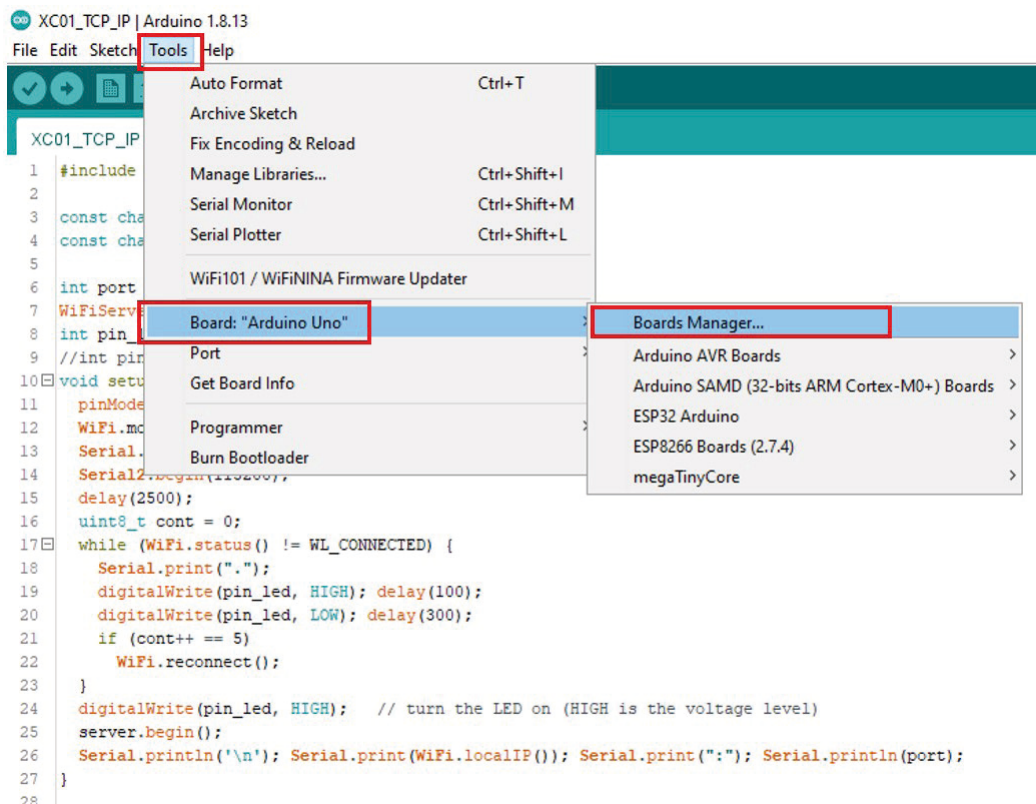 XC01_TCP_IP | Arduino 1.8.13
File Edit Sketch Tools Help
Auto Format Ctrl+T
Archive Sketch
Fix Encoding & Reload
Manage Libraries... Ctrl+Shift+I
Serial Monitor Ctrl+Shift+M
Serial Plotter Ctrl+Shift+L
WiFi101 / WiFiNINA Firmware Updater
Board: "Arduino Uno"
Port
Get Board Info
Programmer
Burn Bootloader
Boards Manager...
Arduino AVR Boards
Arduino SAMD (32-bits ARM Cortex-M0+) Boards
ESP32 Arduino
ESP8266 Boards (2.7.4)
megaTinyCore
XC01_TCP_IP
1 #include
2
3 const cha
4 const cha
5
6 int port
7 WiFiServe
8 int pin_
9 //int pin
10 void setu
11 pinMode
12 WiFi.mo
13 Serial.
14 Serial2.begin(115200);
15 delay(2500);
16 uint8_t cont = 0;
17 while (WiFi.status() != WL_CONNECTED) {
18 Serial.print(".");
19 digitalWrite(pin_led, HIGH); delay(100);
20 digitalWrite(pin_led, LOW); delay(300);
21 if (cont++ == 5)
22 WiFi.reconnect();
23 }
24 digitalWrite(pin_led, HIGH); // turn the LED on (HIGH is the voltage level)
25 server.begin();
26 Serial.println('\n'); Serial.print(WiFi.localIP()); Serial.print(":"); Serial.println(port);
27 }
28